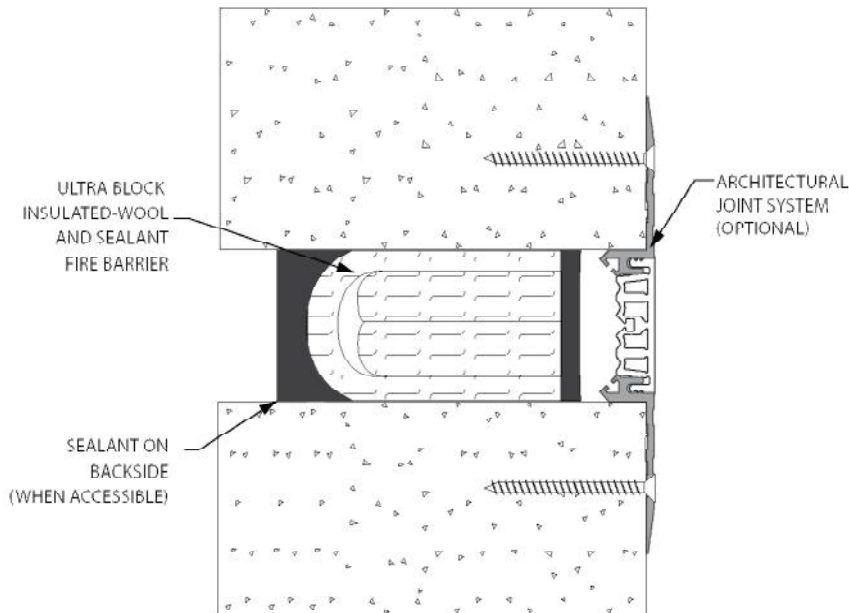 ULTRA BLOCK
INSULATED-WOOL
AND SEALANT
FIRE BARRIER
ARCHITECTURAL
JOINT SYSTEM
(OPTIONAL)
SEALANT ON
BACKSIDE
(WHEN ACCESSIBLE)